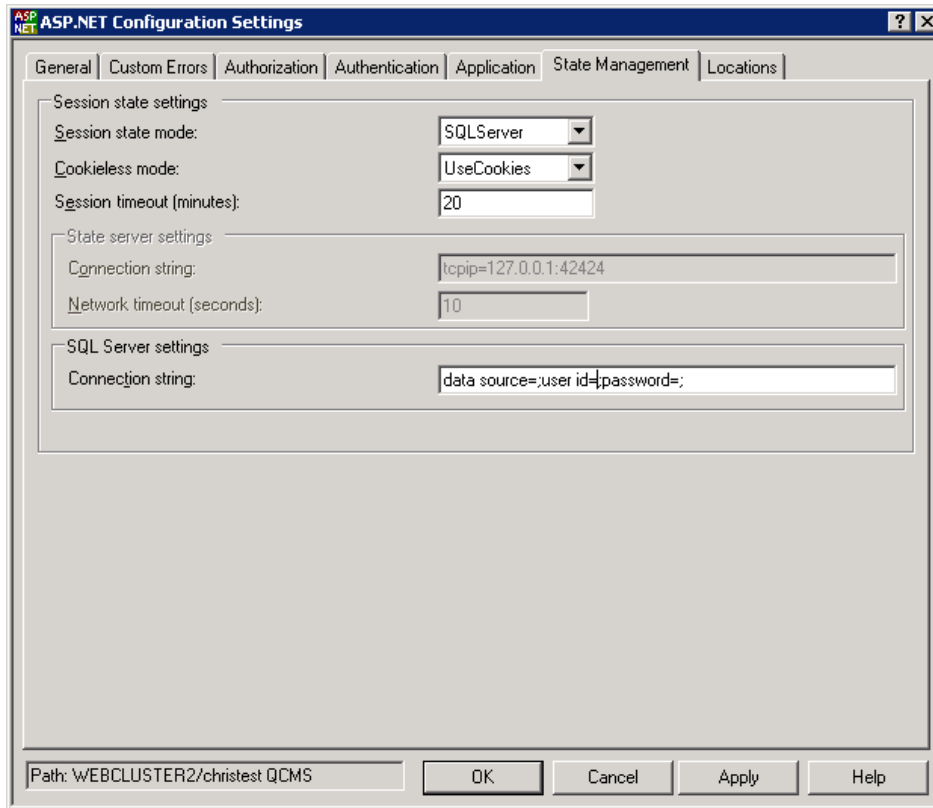 ASP.NET ASP.NET Configuration Settings
General Custom Errors Authorization Authentication Application State Management Locations
Session state settings
Session state mode: SQLServer
Cookieless mode: UseCookies
Session timeout (minutes): 20
State server settings
Connection string: tcpip=127.0.0.1:42424
Network timeout (seconds): 10
SQL Server settings
Connection string: data source=;user id=;password=;
Path: WEBCLUSTER2/christest QCMS OK Cancel Apply Help